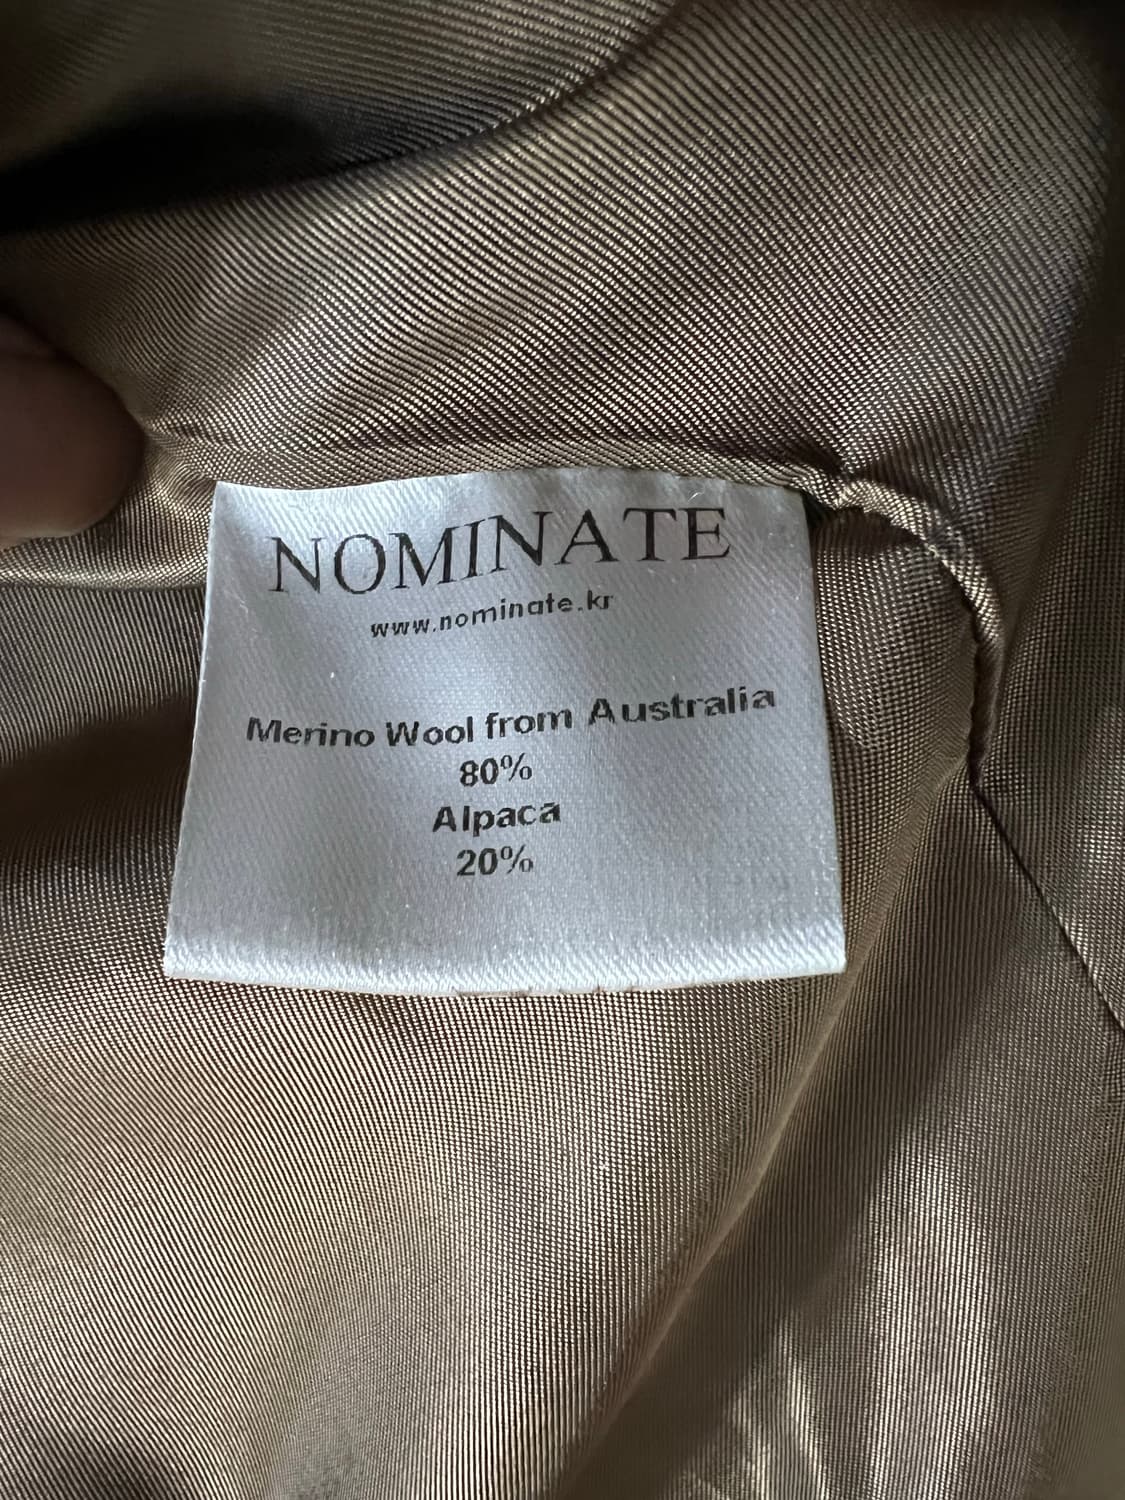 NOMINATE
www.nominate.kr
Merino Wool from Australia
80%
Alpaca
20%